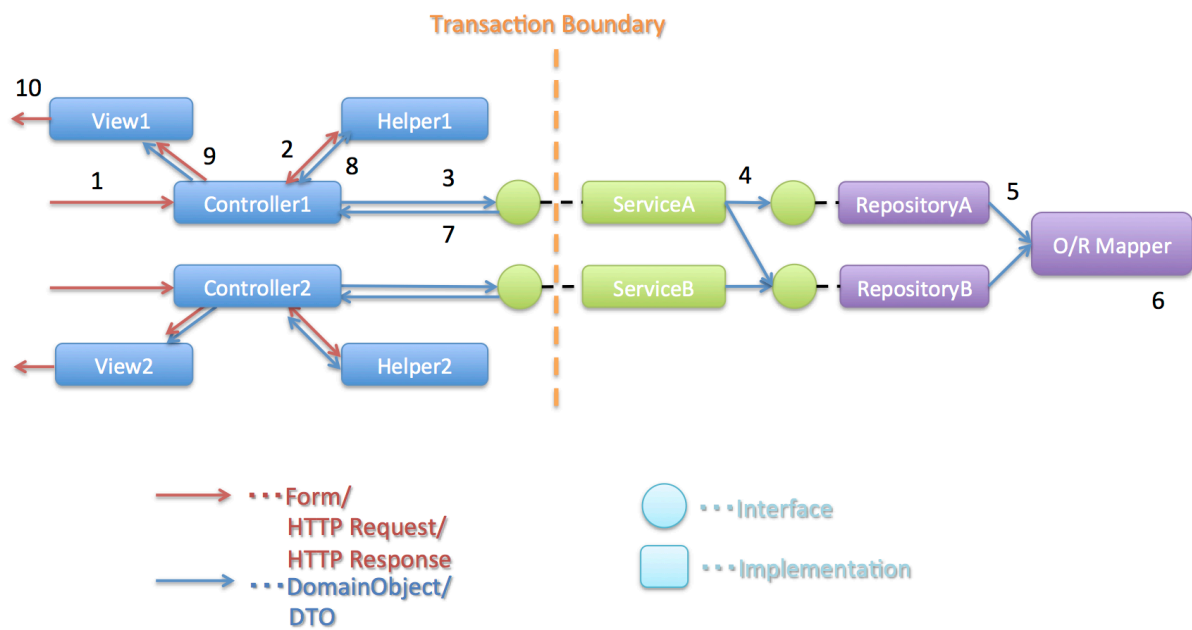 Transaction Boundary
10
View1
Helper1
9
2
8
1
3
4
5
Controller1
ServiceA
RepositoryA
7
O/R Mapper
Controller2
ServiceB
RepositoryB
6
View2
Helper2
・・・Form/
HTTP Request/
HTTP Response
・・・DomainObject/
DTO
・・・Interface
・・・Implementation